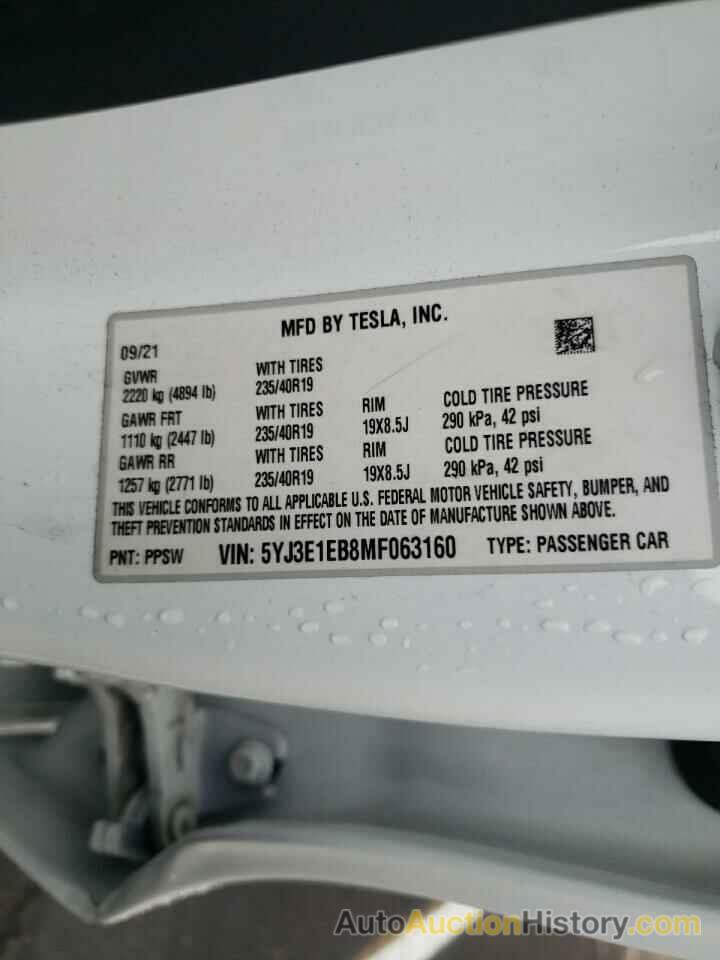 MFD BY TESLA, INC.
09/21
GVWR WITH TIRES
2220 kg (4894 lb) 235/40R19
GAWR FRT WITH TIRES RIM COLD TIRE PRESSURE
1110 kg (2447 lb) 235/40R19 19X8.5J 290 kPa, 42 psi
GAWR RR WITH TIRES RIM COLD TIRE PRESSURE
1257 kg (2771 lb) 235/40R19 19X8.5J 290 kPa, 42 psi
THIS VEHICLE CONFORMS TO ALL APPLICABLE U.S. FEDERAL MOTOR VEHICLE SAFETY, BUMPER, AND
THEFT PREVENTION STANDARDS IN EFFECT ON THE DATE OF MANUFACTURE SHOWN ABOVE.
PNT: PPSW VIN: 5YJ3E1EB8MF063160 TYPE: PASSENGER CAR
AutoAuctionHistory.com